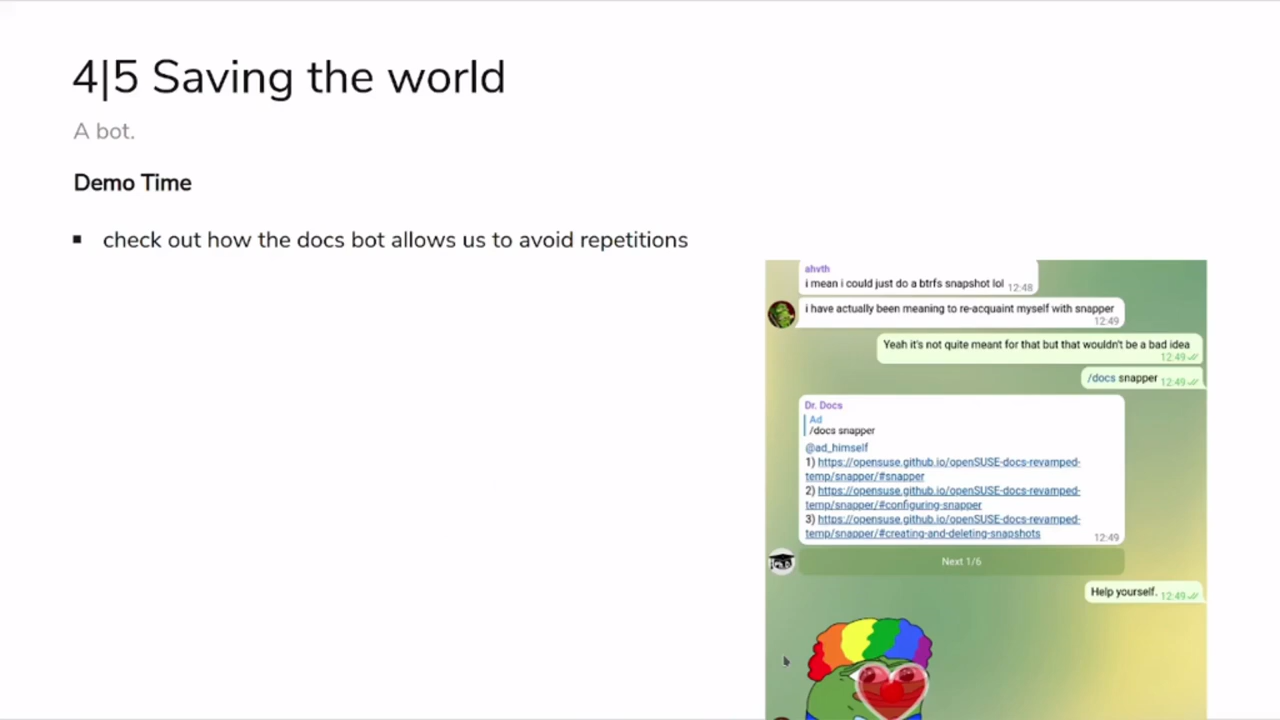 4|5 Saving the world
A bot.
Demo Time
▪ check out how the docs bot allows us to avoid repetitions
ahvth
i mean i could just do a btrfs snapshot lol 12:48
i have actually been meaning to re-acquaint myself with snapper
12:49
Yeah it's not quite meant for that but that wouldn't be a bad idea
12:49
/docs snapper 12:49
Dr. Docs
Ad
/docs snapper
@ad_himself
1) https://opensuse.github.io/openSUSE-docs-revamped-
temp/snapper/#snapper
2) https://opensuse.github.io/openSUSE-docs-revamped-
temp/snapper/#configuring-snapper
3) https://opensuse.github.io/openSUSE-docs-revamped-
temp/snapper/#creating-and-deleting-snapshots 12:49
Next 1/6
Help yourself. 12:49